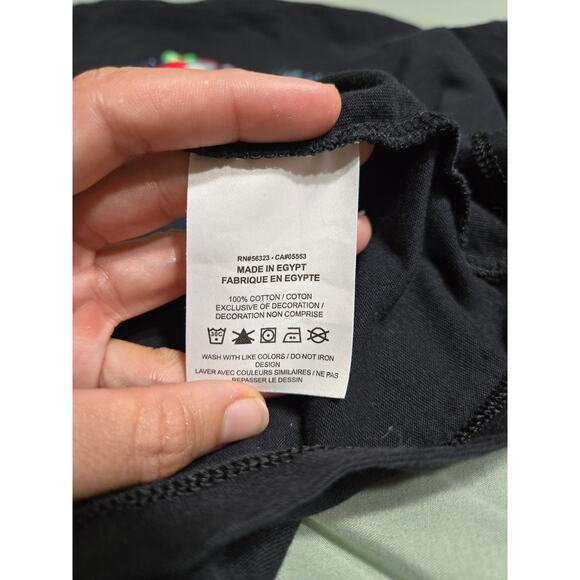 RN#56323 - CA#05553
MADE IN EGYPT
FABRIQUE EN EGYPTE
100% COTTON / COTON
EXCLUSIVE OF DECORATION /
DECORATION NON COMPRISE
30C
WASH WITH LIKE COLORS / DO NOT IRON
DESIGN
LAVER AVEC COULEURS SIMILAIRES / NE PAS
REPASSER LE DESSIN